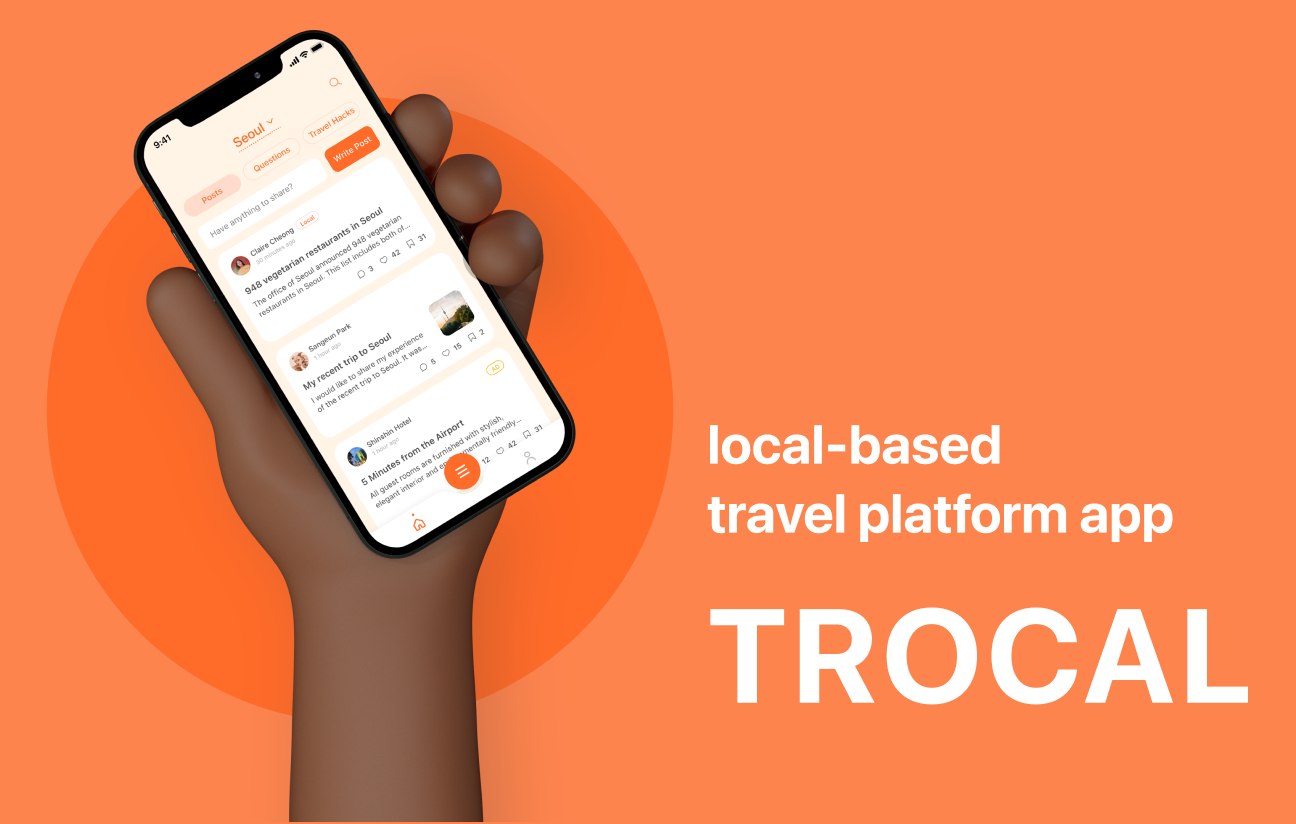 9:41
Seoul
Posts
Questions
Travel Hacks
Have anything to share?
Write Post
Claire Cheong
Local
30 minutes ago
948 vegetarian restaurants in Seoul
The office of Seoul announced 948 vegetarian
restaurants in Seoul. This list includes both of...
3
42
31
Sangeun Park
1 hour ago
My recent trip to Seoul
I would like to share my experience
of the recent trip to Seoul. It was...
5
15
2
AD
Shinshin Hotel
1 hour ago
5 Minutes from the Airport
All guest rooms are furnished with stylish,
elegant interior and friendly...
12
42
31
local-based
travel platform app
TROCAL